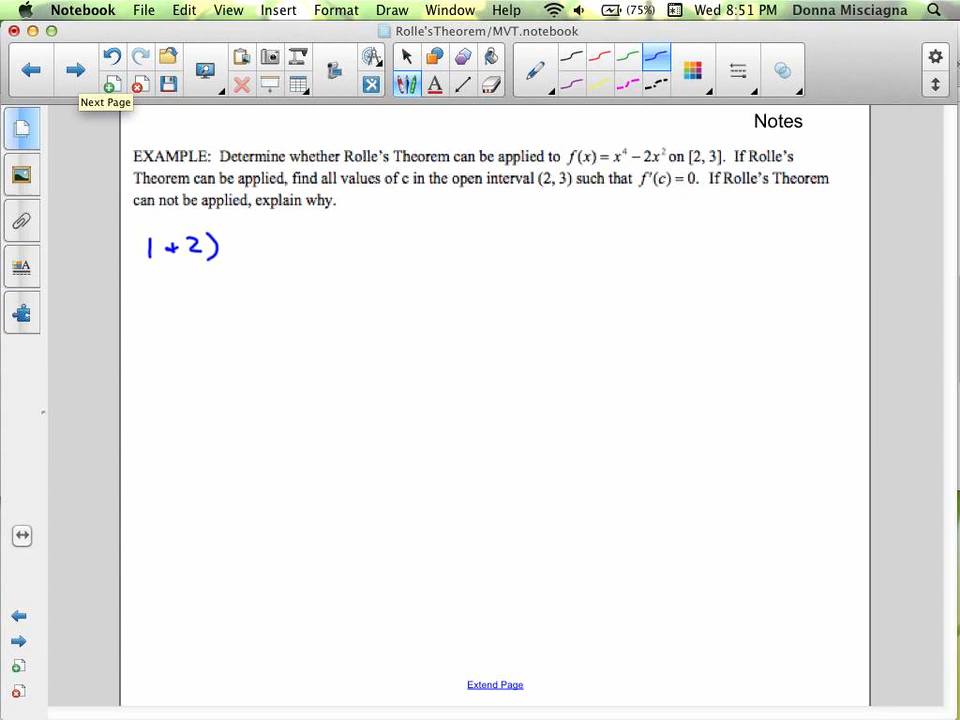 Notebook File Edit View Insert Format Draw Window Help (75%) Wed 8:51 PM Donna Misciagna
Rolle'sTheorem/MVT.notebook
Next Page
Notes
EXAMPLE: Determine whether Rolle's Theorem can be applied to f(x) = x⁴ − 2x² on [2, 3]. If Rolle's
Theorem can be applied, find all values of c in the open interval (2, 3) such that f′(c) = 0. If Rolle's Theorem
can not be applied, explain why.
1 + 2)
Extend Page